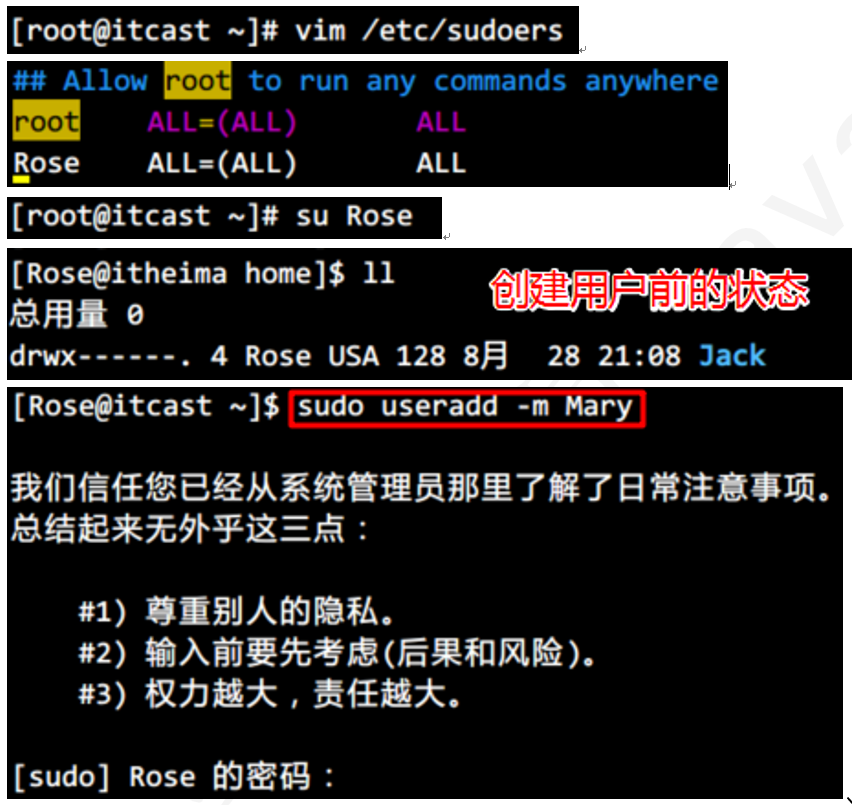 [root@itcast ~]# vim /etc/sudoers
## Allow root to run any commands anywhere
root ALL=(ALL) ALL
Rose ALL=(ALL) ALL
[root@itcast ~]# su Rose
[Rose@itheima home]$ ll
创建用户前的状态
总用量 0
drwx------. 4 Rose USA 128 8月 28 21:08 Jack
[Rose@itcast ~]$ sudo useradd -m Mary
我们信任您已经从系统管理员那里了解了日常注意事项。
总结起来无外乎这三点：
#1) 尊重别人的隐私。
#2) 输入前要先考虑(后果和风险)。
#3) 权力越大，责任越大。
[sudo] Rose 的密码：